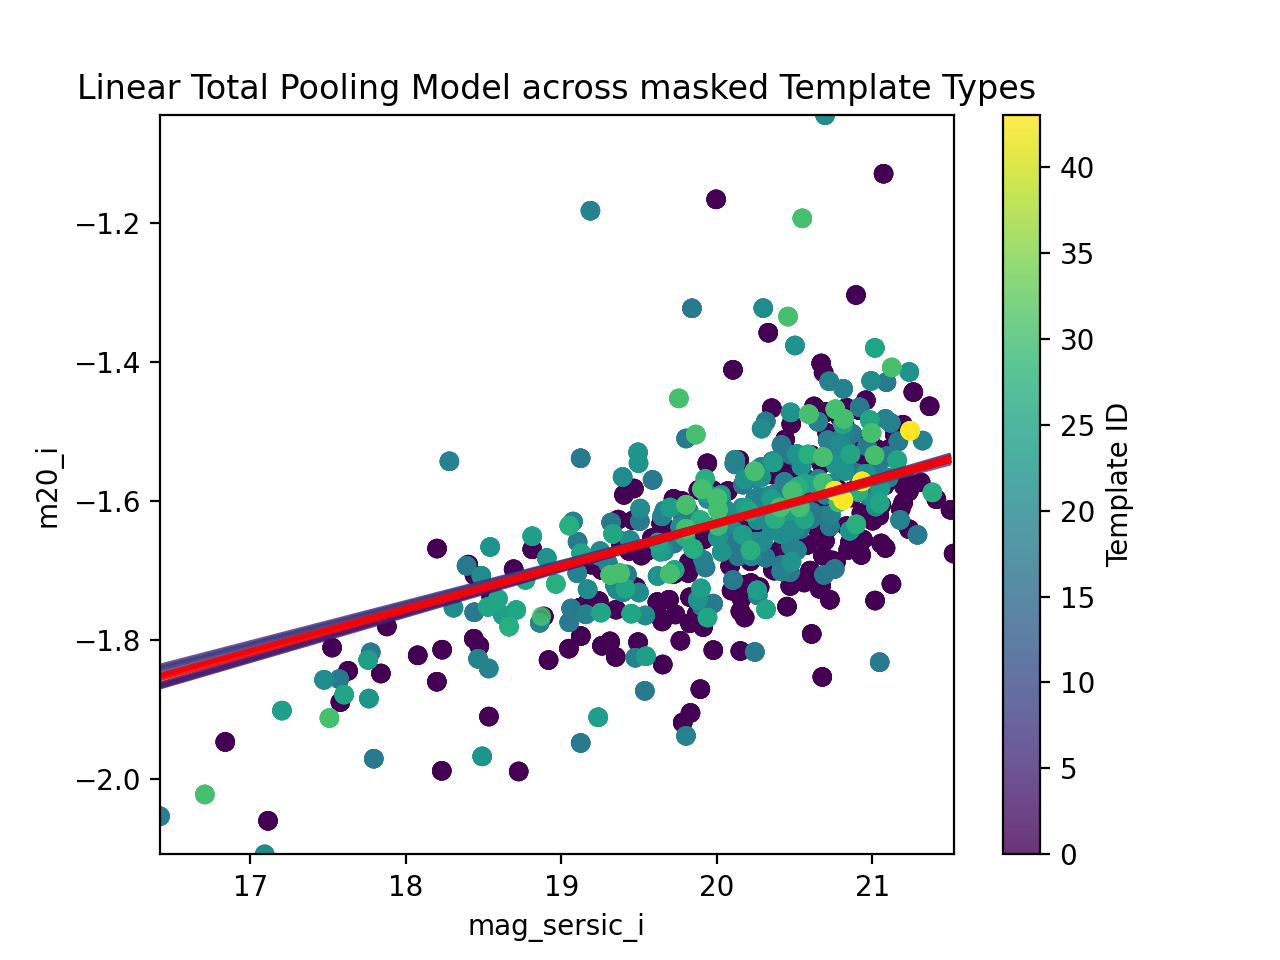 Linear Total Pooling Model across masked Template Types
−1.2
−1.4
−1.6
−1.8
−2.0
m20_i
17 18 19 20 21
mag_sersic_i
40
35
30
25
20
15
10
5
0
Template ID